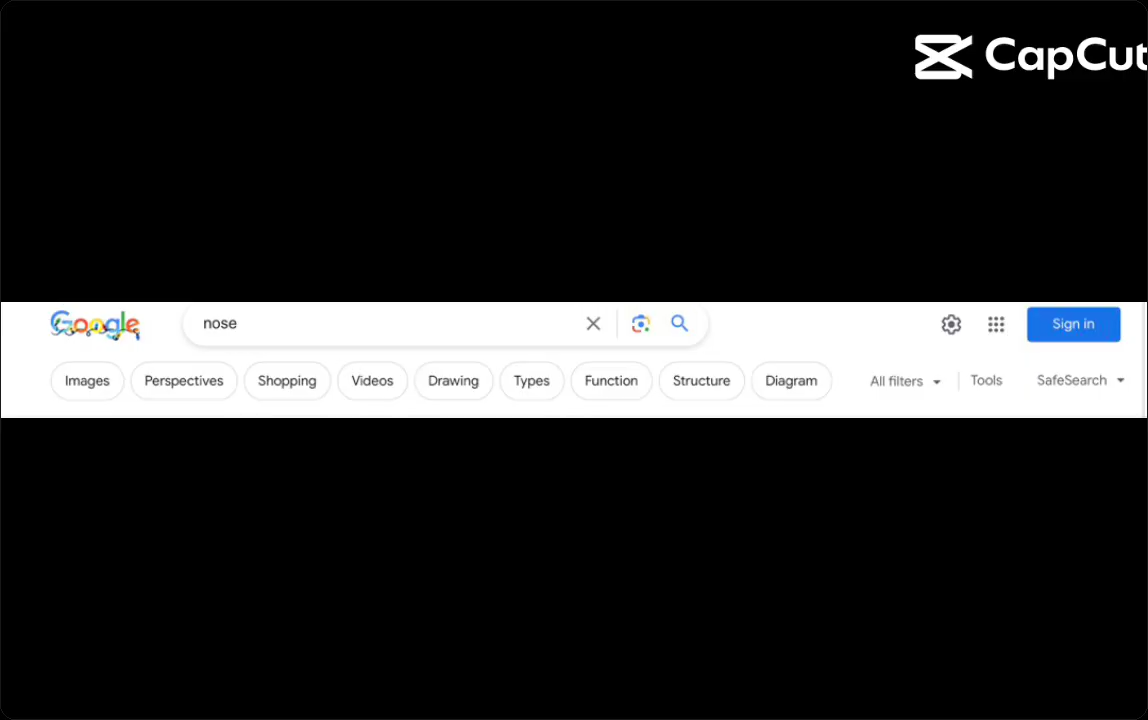 CapCut
Google nose Sign in
Images Perspectives Shopping Videos Drawing Types Function Structure Diagram All filters Tools SafeSearch